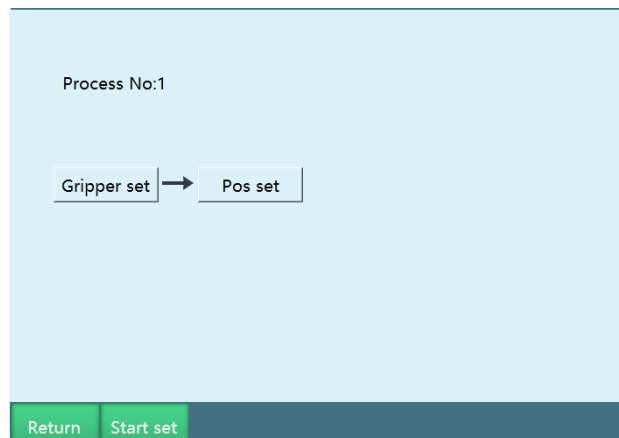 Process No:1
Gripper set
Pos set
Return
Start set